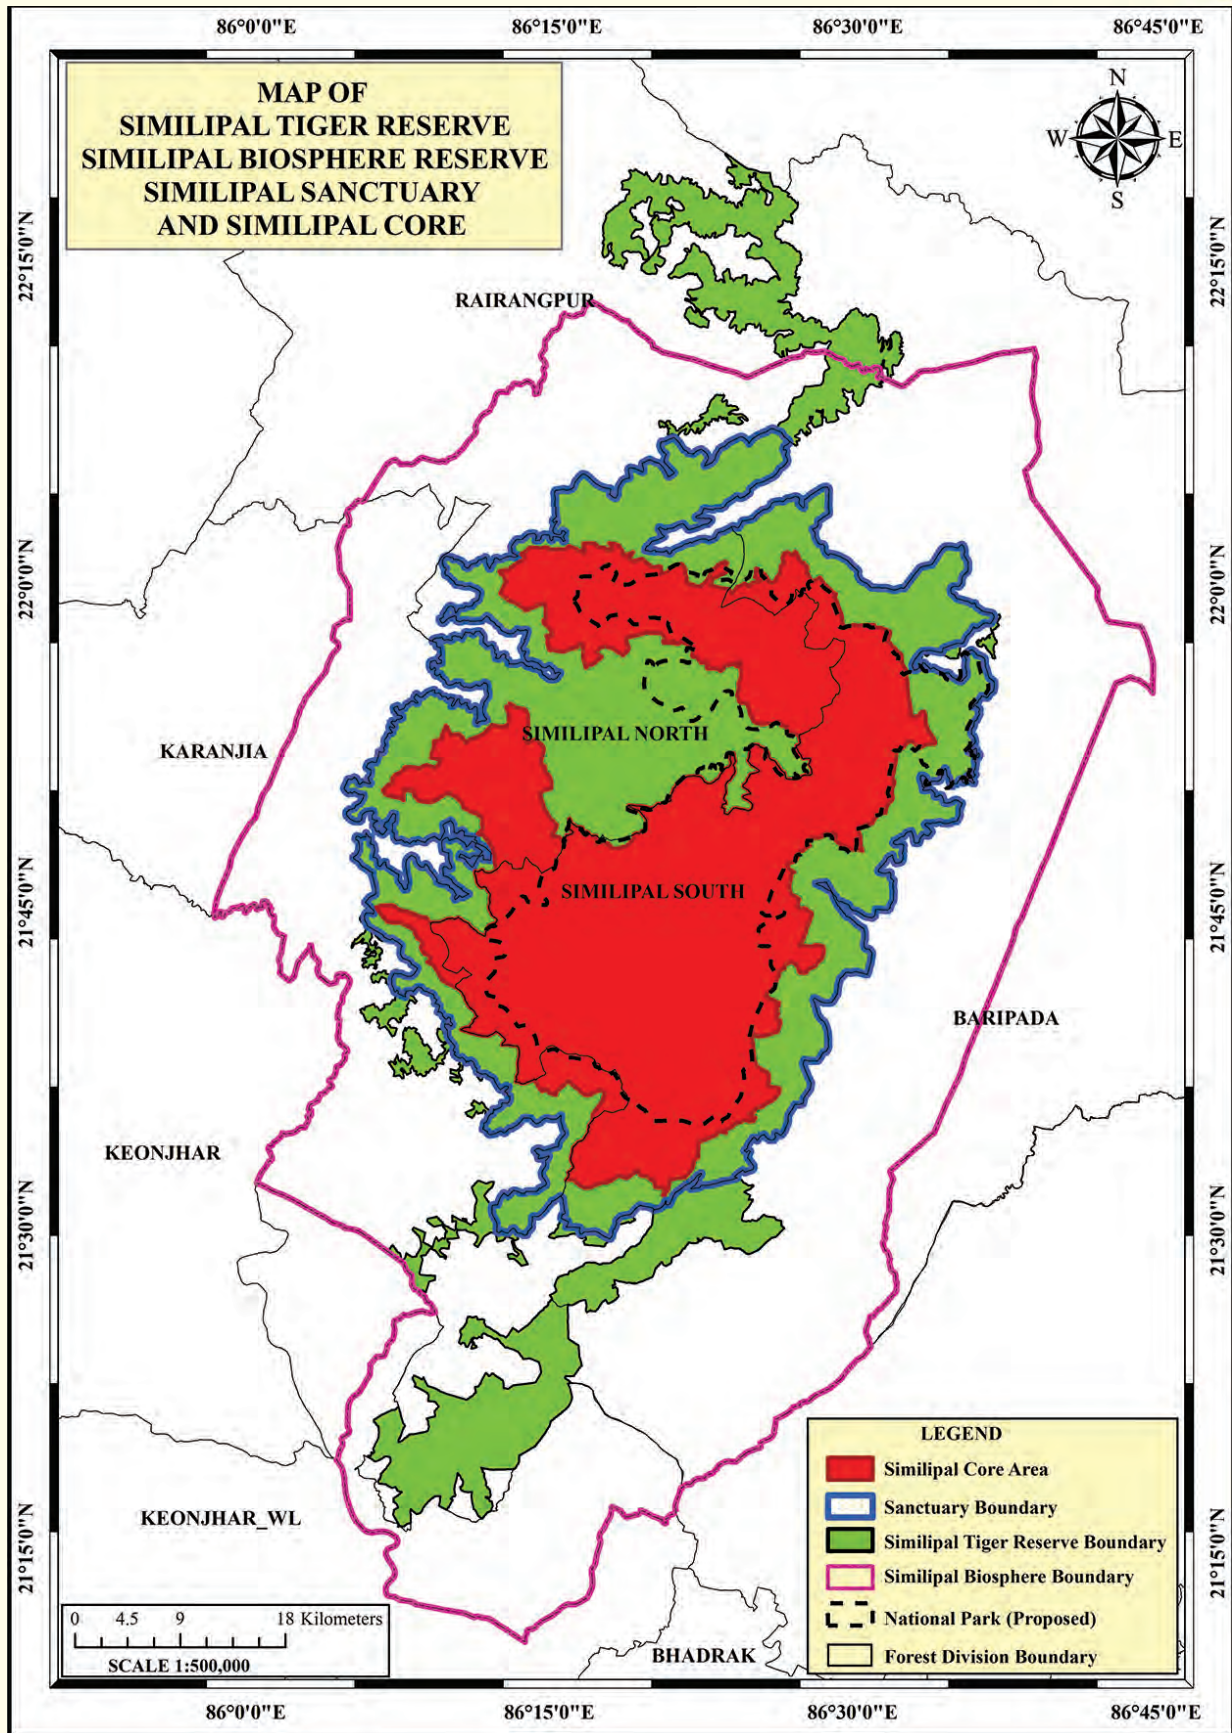 86°0'0"E 86°15'0"E 86°30'0"E 86°45'0"E
MAP OF
SIMILIPAL TIGER RESERVE
SIMILIPAL BIOSPHERE RESERVE
SIMILIPAL SANCTUARY
AND SIMILIPAL CORE
N
W E
S
22°15'0"N 22°15'0"N
RAIRANGPUR
22°0'0"N 22°0'0"N
SIMILIPAL NORTH
KARANJIA
SIMILIPAL SOUTH
21°45'0"N 21°45'0"N
BARIPADA
KEONJHAR
21°30'0"N 21°30'0"N
KEONJHAR_WL
21°15'0"N 21°15'0"N
LEGEND
Similipal Core Area
Sanctuary Boundary
Similipal Tiger Reserve Boundary
Similipal Biosphere Boundary
National Park (Proposed)
Forest Division Boundary
0 4.5 9 18 Kilometers
SCALE 1:500,000
BHADRAK
86°0'0"E 86°15'0"E 86°30'0"E 86°45'0"E